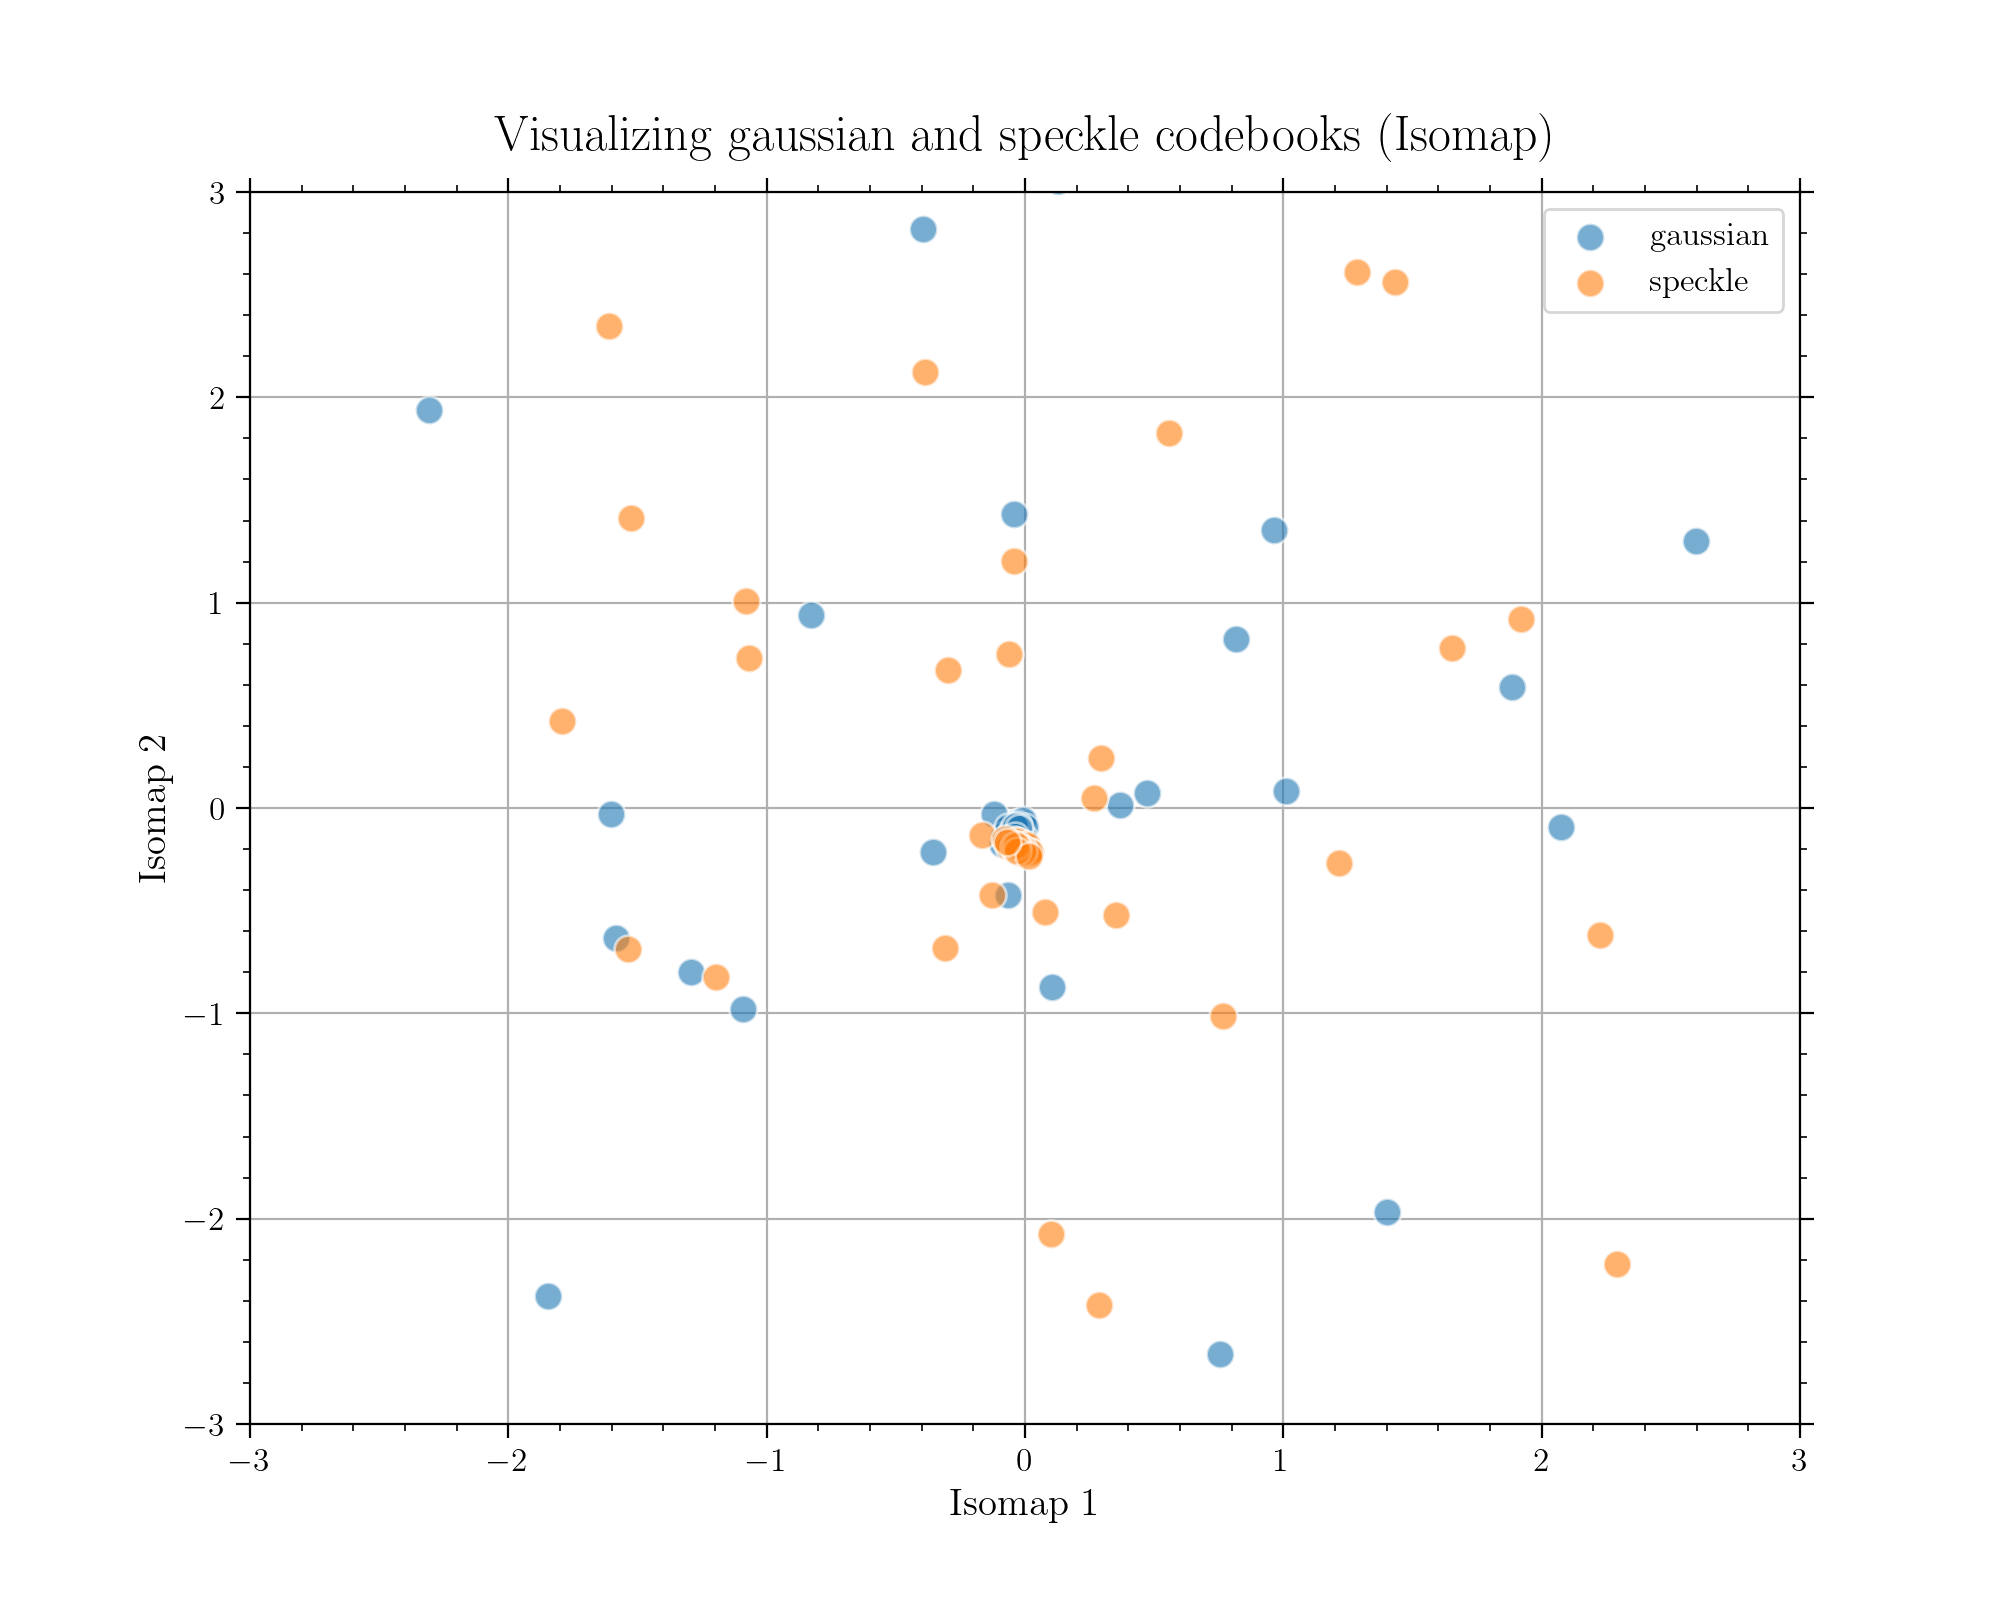 Visualizing gaussian and speckle codebooks (Isomap)
gaussian
speckle
3
2
1
0
−1
−2
−3
Isomap 2
−3 −2 −1 0 1 2 3
Isomap 1